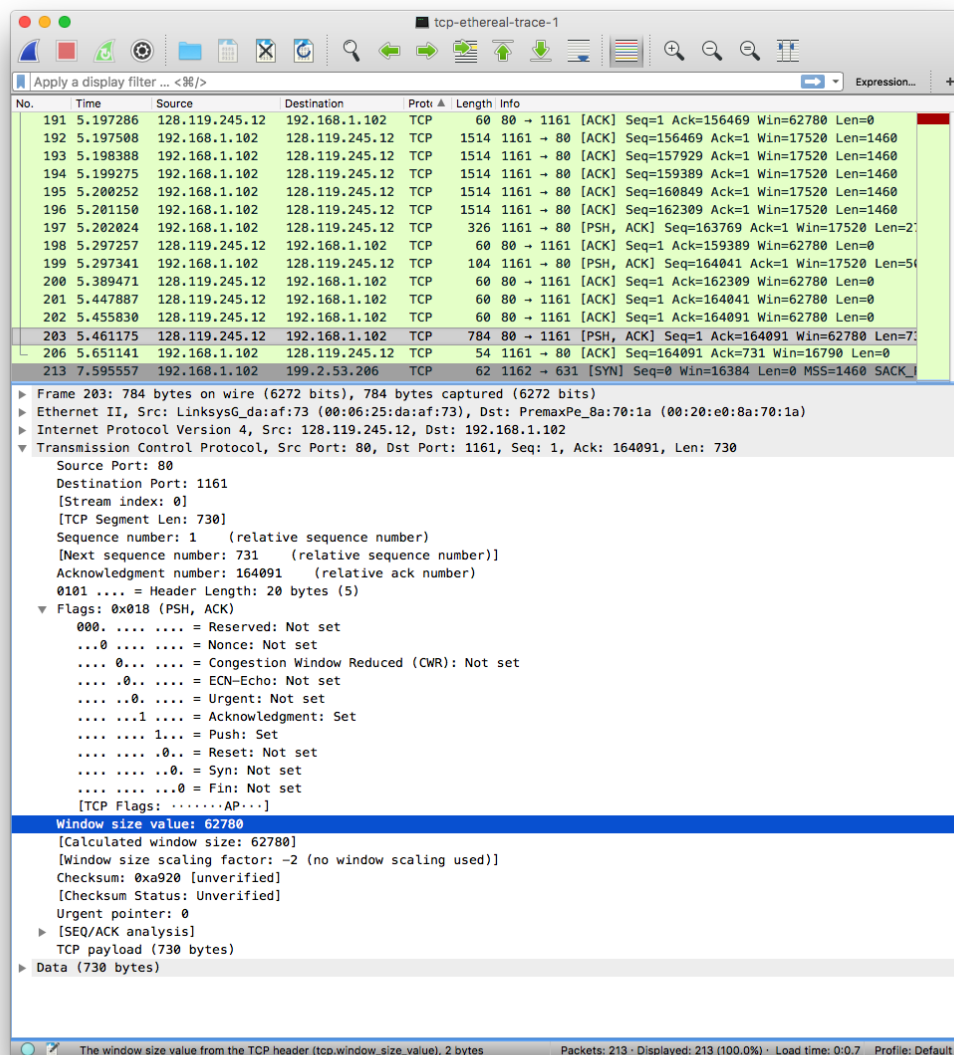 tcp-ethereal-trace-1
Apply a display filter ... <⌘/>
Expression...
+
No. Time Source Destination Protc Length Info
191 5.197286 128.119.245.12 192.168.1.102 TCP 60 80 → 1161 [ACK] Seq=1 Ack=156469 Win=62780 Len=0
192 5.197508 192.168.1.102 128.119.245.12 TCP 1514 1161 → 80 [ACK] Seq=156469 Ack=1 Win=17520 Len=1460
193 5.198388 192.168.1.102 128.119.245.12 TCP 1514 1161 → 80 [ACK] Seq=157929 Ack=1 Win=17520 Len=1460
194 5.199275 192.168.1.102 128.119.245.12 TCP 1514 1161 → 80 [ACK] Seq=159389 Ack=1 Win=17520 Len=1460
195 5.200252 192.168.1.102 128.119.245.12 TCP 1514 1161 → 80 [ACK] Seq=160849 Ack=1 Win=17520 Len=1460
196 5.201150 192.168.1.102 128.119.245.12 TCP 1514 1161 → 80 [ACK] Seq=162309 Ack=1 Win=17520 Len=1460
197 5.202024 192.168.1.102 128.119.245.12 TCP 326 1161 → 80 [PSH, ACK] Seq=163769 Ack=1 Win=17520 Len=27
198 5.297257 128.119.245.12 192.168.1.102 TCP 60 80 → 1161 [ACK] Seq=1 Ack=159389 Win=62780 Len=0
199 5.297341 192.168.1.102 128.119.245.12 TCP 104 1161 → 80 [PSH, ACK] Seq=164041 Ack=1 Win=17520 Len=50
200 5.389471 128.119.245.12 192.168.1.102 TCP 60 80 → 1161 [ACK] Seq=1 Ack=162309 Win=62780 Len=0
201 5.447887 128.119.245.12 192.168.1.102 TCP 60 80 → 1161 [ACK] Seq=1 Ack=164041 Win=62780 Len=0
202 5.455830 128.119.245.12 192.168.1.102 TCP 60 80 → 1161 [ACK] Seq=1 Ack=164091 Win=62780 Len=0
203 5.461175 128.119.245.12 192.168.1.102 TCP 784 80 → 1161 [PSH, ACK] Seq=1 Ack=164091 Win=62780 Len=73
206 5.651141 192.168.1.102 128.119.245.12 TCP 54 1161 → 80 [ACK] Seq=164091 Ack=731 Win=16790 Len=0
213 7.595557 192.168.1.102 199.2.53.206 TCP 62 1162 → 631 [SYN] Seq=0 Win=16384 Len=0 MSS=1460 SACK_P
Frame 203: 784 bytes on wire (6272 bits), 784 bytes captured (6272 bits)
Ethernet II, Src: LinksysG_da:af:73 (00:06:25:da:af:73), Dst: PremaxPe_8a:70:1a (00:20:e0:8a:70:1a)
Internet Protocol Version 4, Src: 128.119.245.12, Dst: 192.168.1.102
Transmission Control Protocol, Src Port: 80, Dst Port: 1161, Seq: 1, Ack: 164091, Len: 730
Source Port: 80
Destination Port: 1161
[Stream index: 0]
[TCP Segment Len: 730]
Sequence number: 1 (relative sequence number)
[Next sequence number: 731 (relative sequence number)]
Acknowledgment number: 164091 (relative ack number)
0101 .... = Header Length: 20 bytes (5)
Flags: 0x018 (PSH, ACK)
000. .... .... = Reserved: Not set
...0 .... .... = Nonce: Not set
.... 0... .... = Congestion Window Reduced (CWR): Not set
.... .0.. .... = ECN-Echo: Not set
.... ..0. .... = Urgent: Not set
.... ...1 .... = Acknowledgment: Set
.... .... 1... = Push: Set
.... .... .0.. = Reset: Not set
.... .... ..0. = Syn: Not set
.... .... ...0 = Fin: Not set
[TCP Flags: ·······AP···]
Window size value: 62780
[Calculated window size: 62780]
[Window size scaling factor: -2 (no window scaling used)]
Checksum: 0xa920 [unverified]
[Checksum Status: Unverified]
Urgent pointer: 0
[SEQ/ACK analysis]
TCP payload (730 bytes)
Data (730 bytes)
The window size value from the TCP header (tcp.window_size_value), 2 bytes Packets: 213 · Displayed: 213 (100.0%) · Load time: 0:0.7 Profile: Default